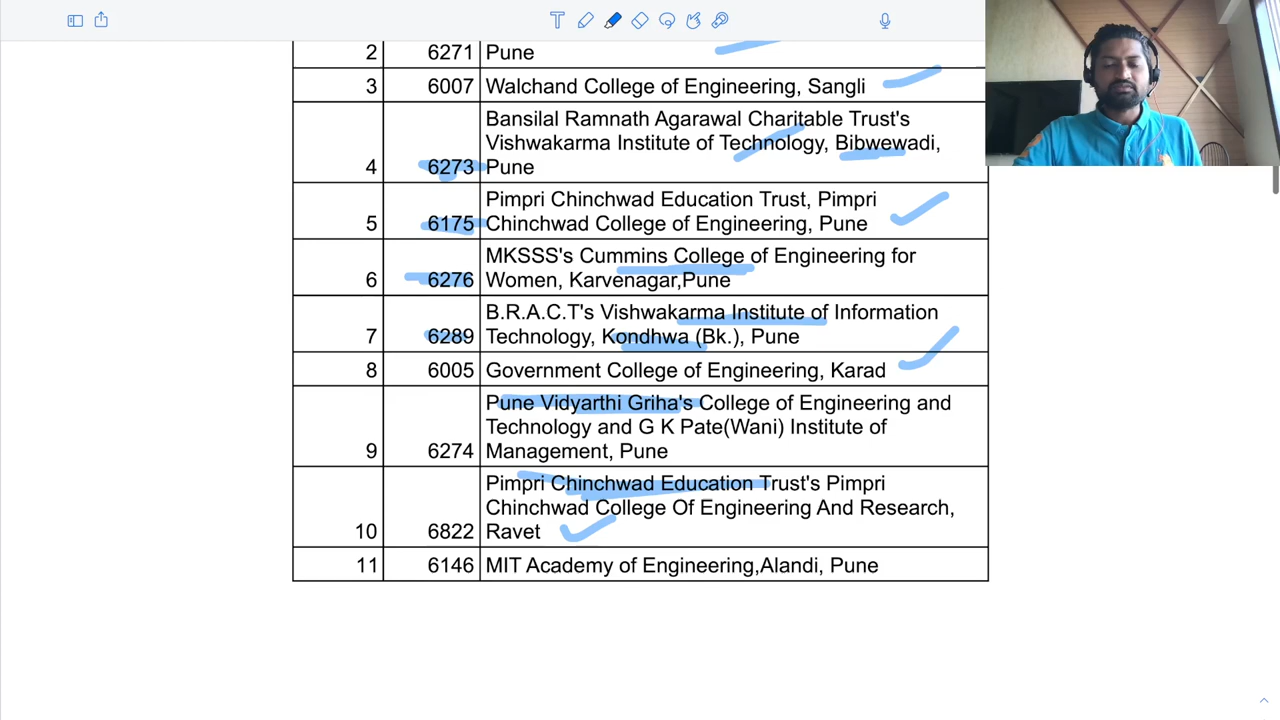 2 6271 Pune
3 6007 Walchand College of Engineering, Sangli
Bansilal Ramnath Agarawal Charitable Trust's
Vishwakarma Institute of Technology, Bibwewadi,
4 6273 Pune
Pimpri Chinchwad Education Trust, Pimpri
5 6175 Chinchwad College of Engineering, Pune
MKSSS's Cummins College of Engineering for
6 6276 Women, Karvenagar,Pune
B.R.A.C.T's Vishwakarma Institute of Information
7 6289 Technology, Kondhwa (Bk.), Pune
8 6005 Government College of Engineering, Karad
Pune Vidyarthi Griha's College of Engineering and
Technology and G K Pate(Wani) Institute of
9 6274 Management, Pune
Pimpri Chinchwad Education Trust's Pimpri
Chinchwad College Of Engineering And Research,
10 6822 Ravet
11 6146 MIT Academy of Engineering,Alandi, Pune